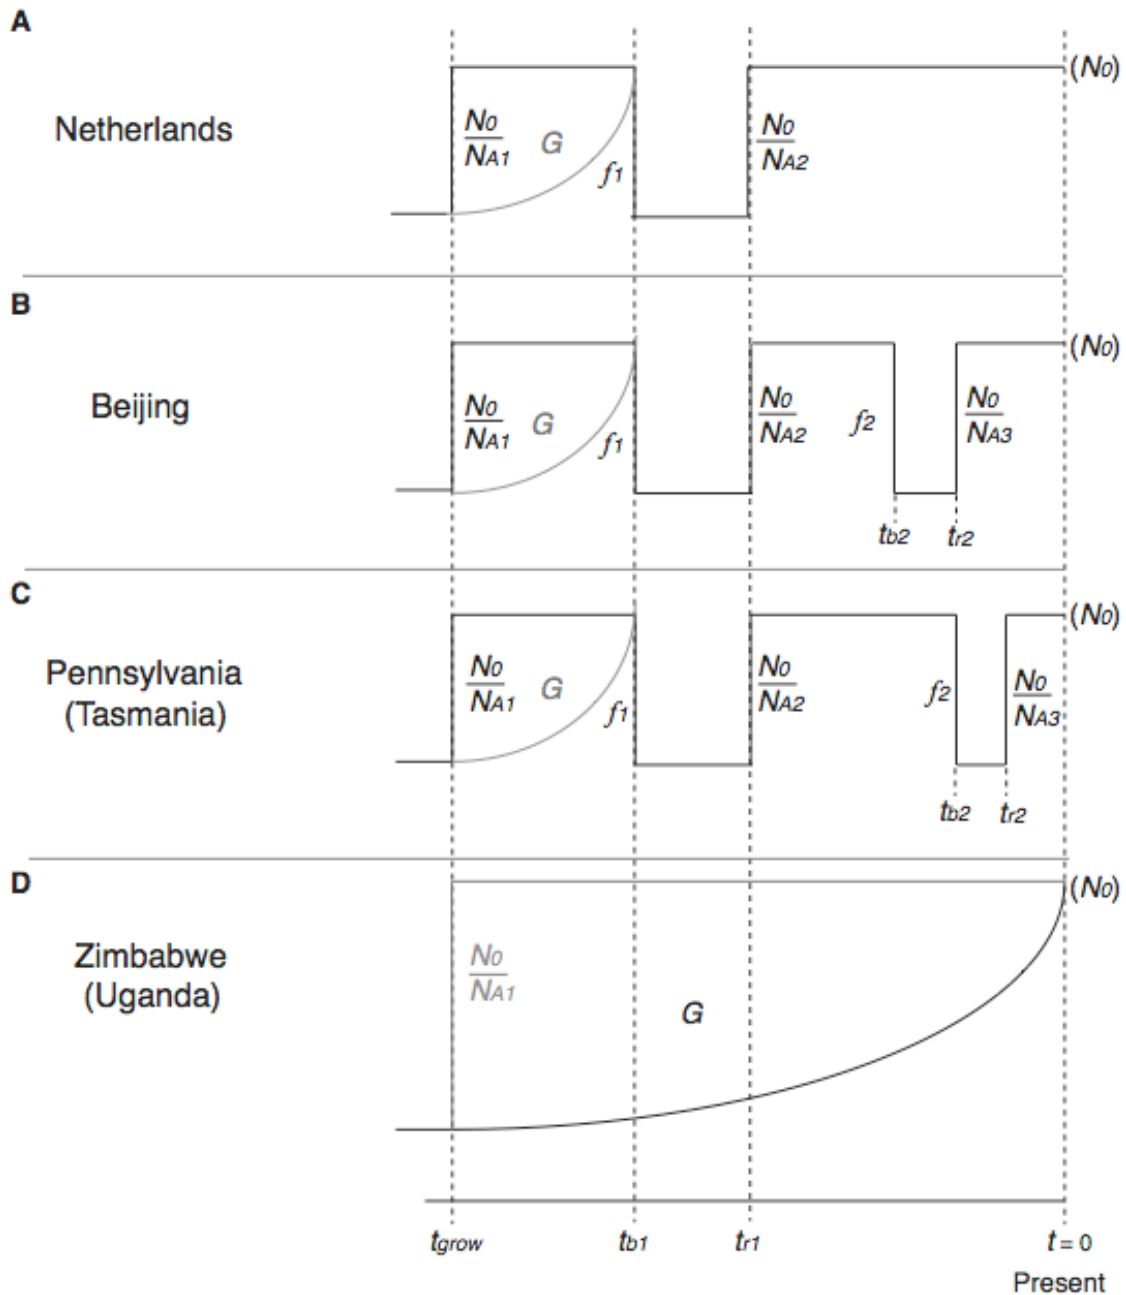 A
Netherlands
N0
NA1
G
f1
N0
NA2
(N0)
B
Beijing
N0
NA1
G
f1
N0
NA2
f2
N0
NA3
(N0)
tb2
tr2
C
Pennsylvania
(Tasmania)
N0
NA1
G
f1
N0
NA2
f2
N0
NA3
(N0)
tb2
tr2
D
Zimbabwe
(Uganda)
N0
NA1
G
(N0)
tgrow
tb1
tr1
t = 0
Present